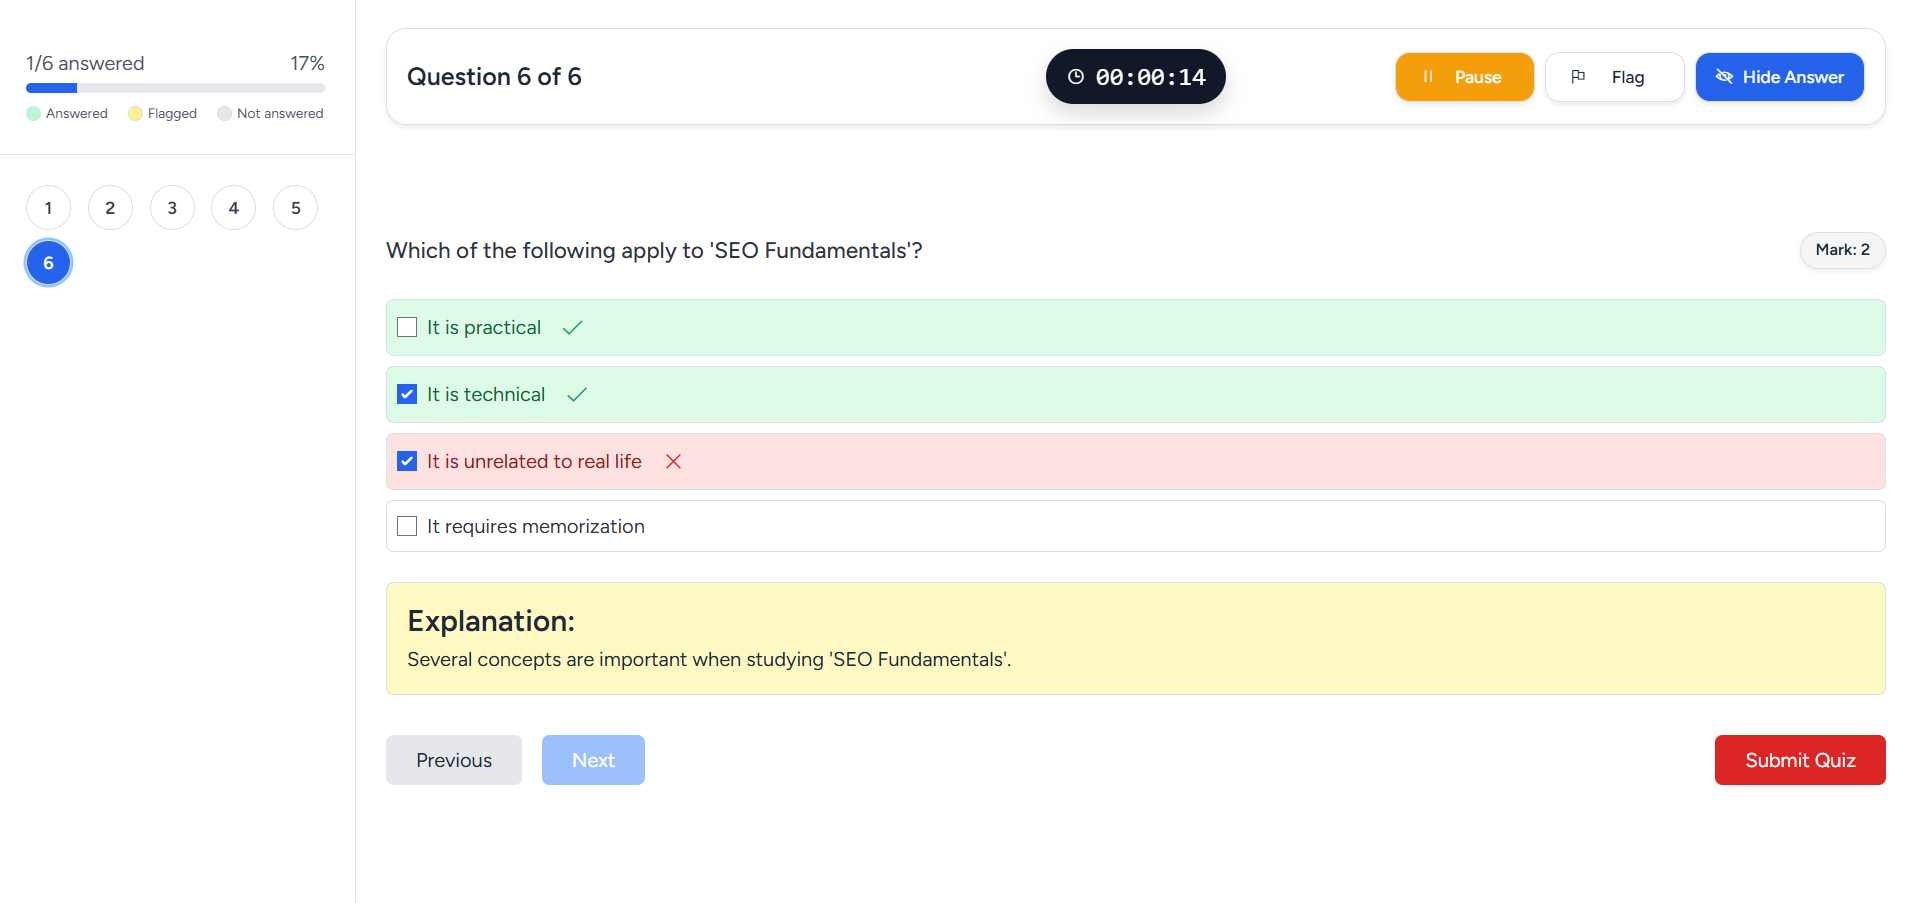 1/6 answered 17%
Answered Flagged Not answered
1 2 3 4 5
6
Question 6 of 6 00:00:14 Pause Flag Hide Answer
Which of the following apply to 'SEO Fundamentals'? Mark: 2
It is practical
It is technical
It is unrelated to real life
It requires memorization
Explanation:
Several concepts are important when studying 'SEO Fundamentals'.
Previous Next Submit Quiz